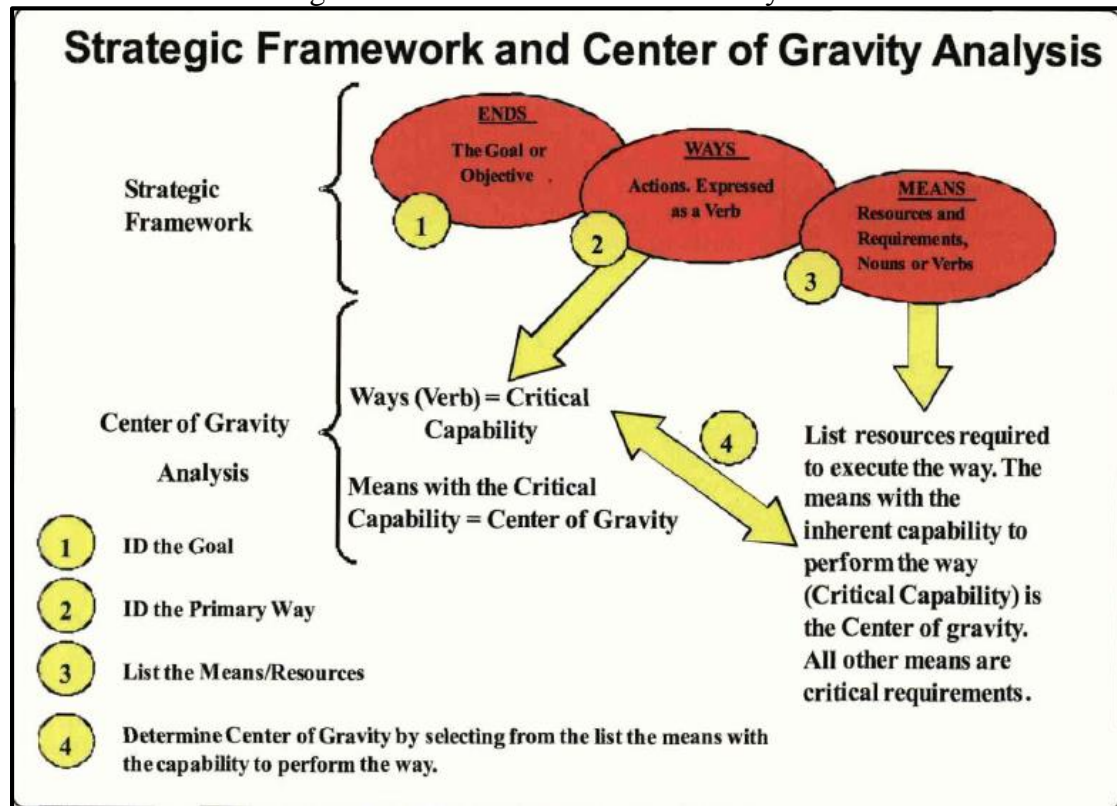 Strategic Framework and Center of Gravity Analysis
ENDS
The Goal or
Objective
WAYS
Actions. Expressed
as a Verb
MEANS
Resources and
Requirements,
Nouns or Verbs
1
2
3
Strategic
Framework
Ways (Verb) = Critical
Capability
Center of Gravity
Analysis
Means with the Critical
Capability = Center of Gravity
4
List resources required
to execute the way. The
means with the
inherent capability to
perform the way
(Critical Capability) is
the Center of gravity.
All other means are
critical requirements.
1 ID the Goal
2 ID the Primary Way
3 List the Means/Resources
4 Determine Center of Gravity by selecting from the list the means with
the capability to perform the way.